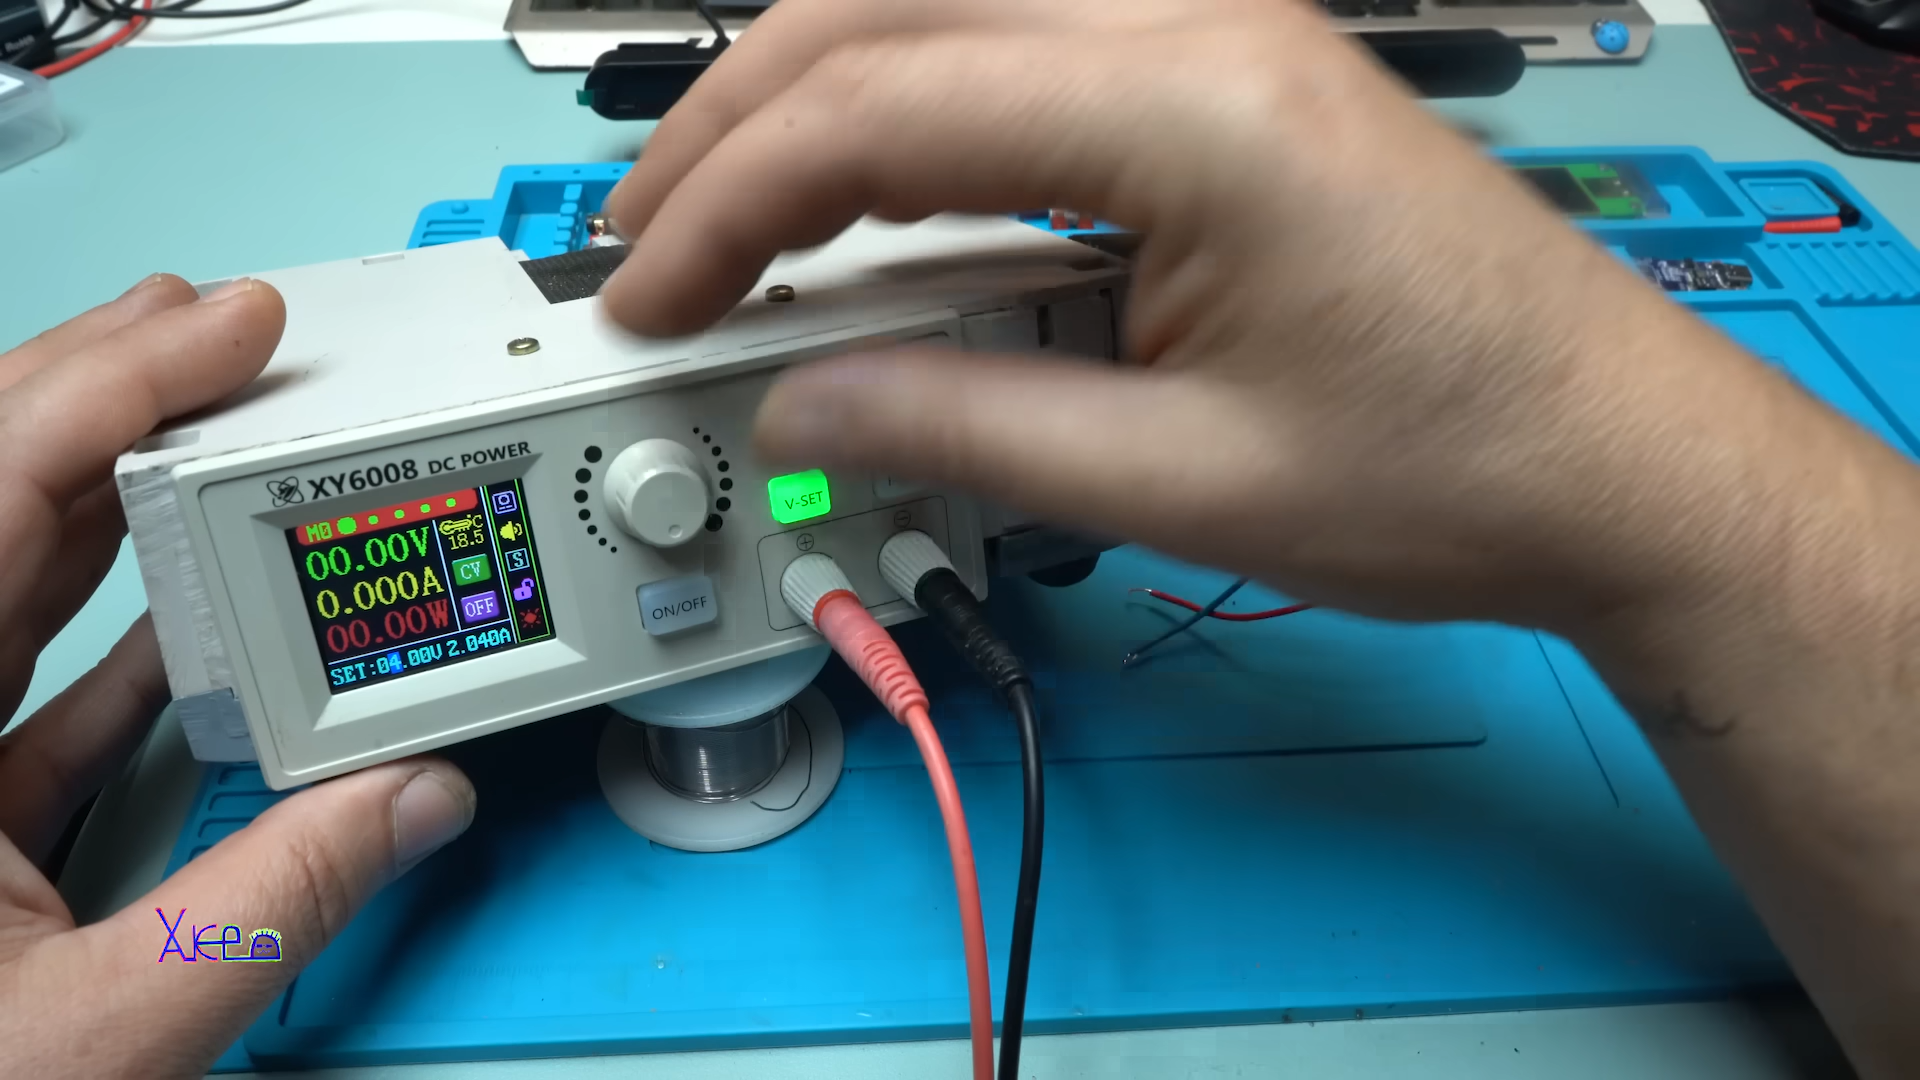 XY6008 DC POWER
M0
00.00V
°C
18.5
0.000A
CV
S
00.00W
OFF
SET:04.00V 2.040A
V-SET
ON/OFF